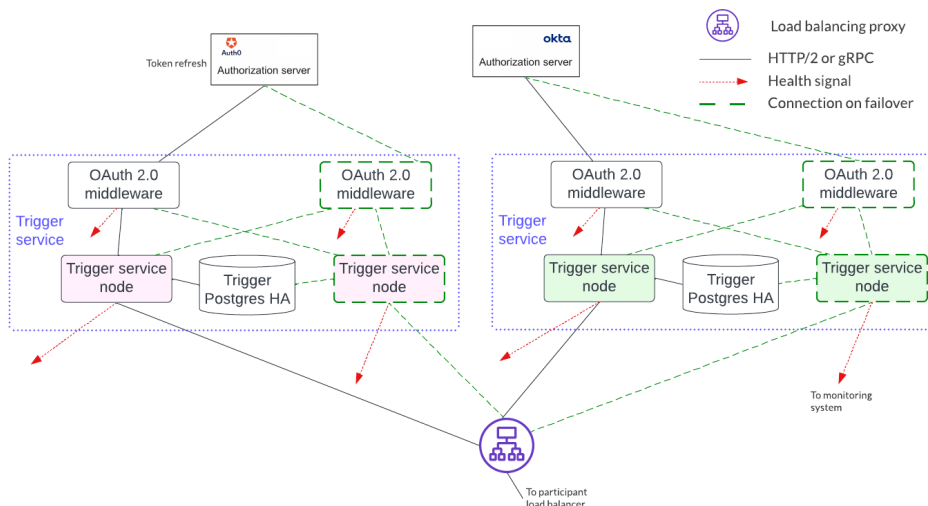 Load balancing proxy
HTTP/2 or gRPC
Health signal
Connection on failover
Auth0
Authorization server
Token refresh
okta
Authorization server
Trigger
service
OAuth 2.0
middleware
OAuth 2.0
middleware
Trigger service
node
Trigger
Postgres HA
Trigger service
node
Trigger
service
OAuth 2.0
middleware
OAuth 2.0
middleware
Trigger service
node
Trigger
Postgres HA
Trigger service
node
To monitoring
system
To participant
load balancer